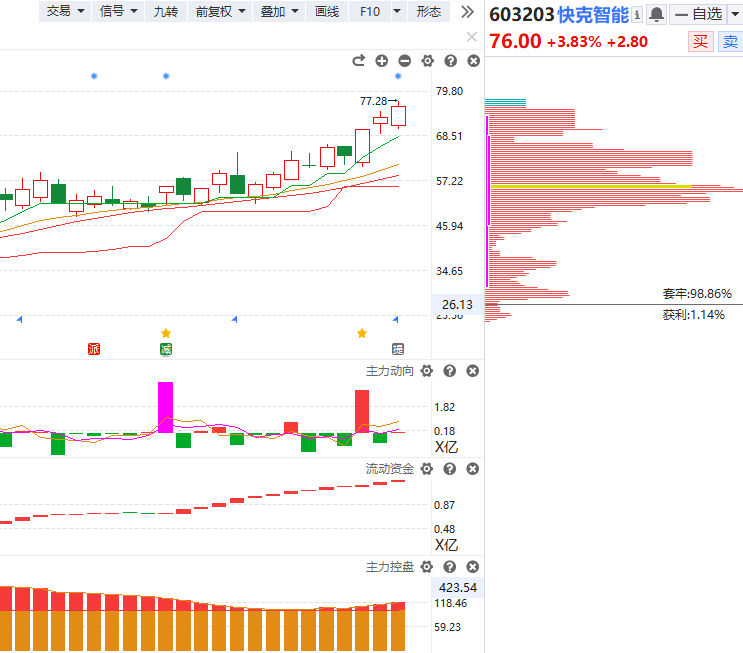 交易 信号 九转 前复权 叠加 画线 F10 形态
603203 快克智能 自选
76.00 +3.83% +2.80 买 卖
79.80
77.28
68.51
57.22
45.94
34.65
26.13
套牢:98.86%
获利:1.14%
派 减 提
主力动向
1.82
0.18
X亿
流动资金
0.87
0.48
X亿
主力控盘
423.54
118.46
59.23